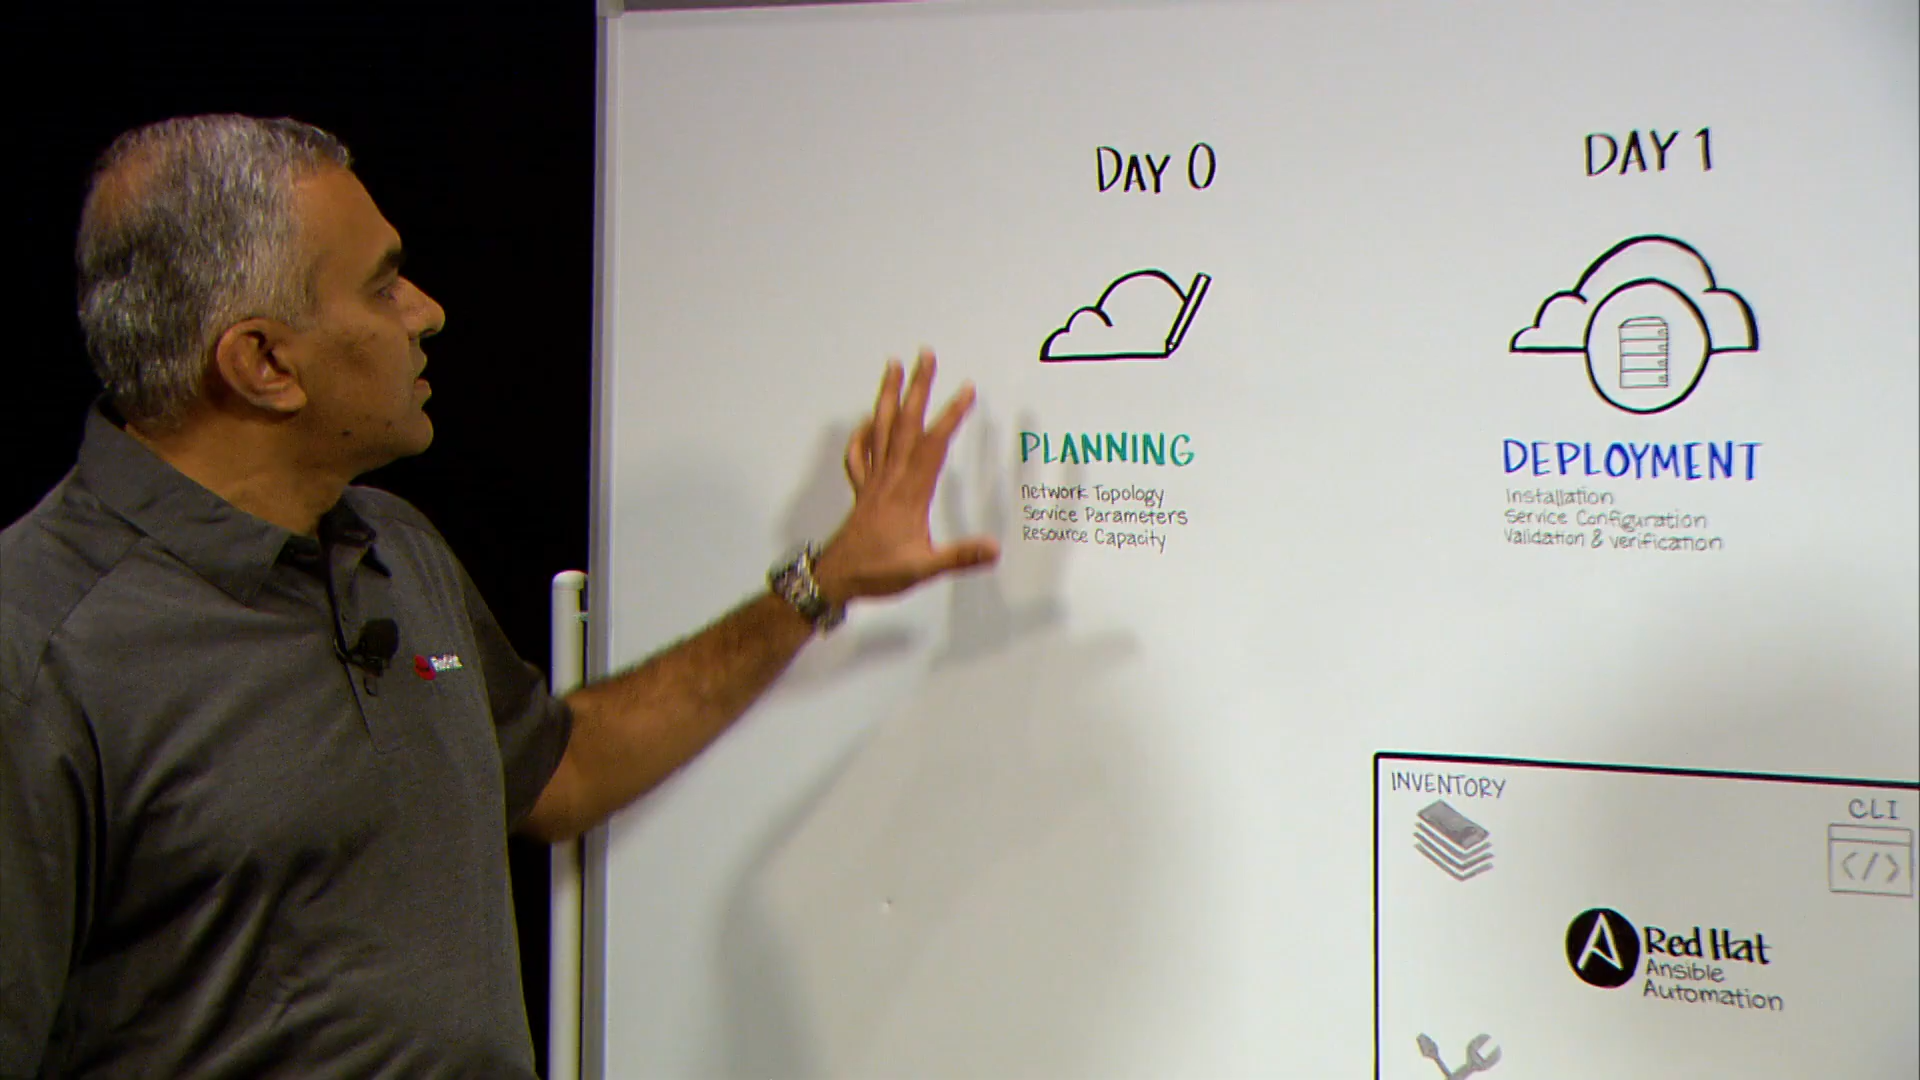 DAY 0
PLANNING
Network Topology
Service Parameters
Resource Capacity
DAY 1
DEPLOYMENT
Installation
Service Configuration
Validation & verification
INVENTORY
CLI
</>
Red Hat
Ansible
Automation